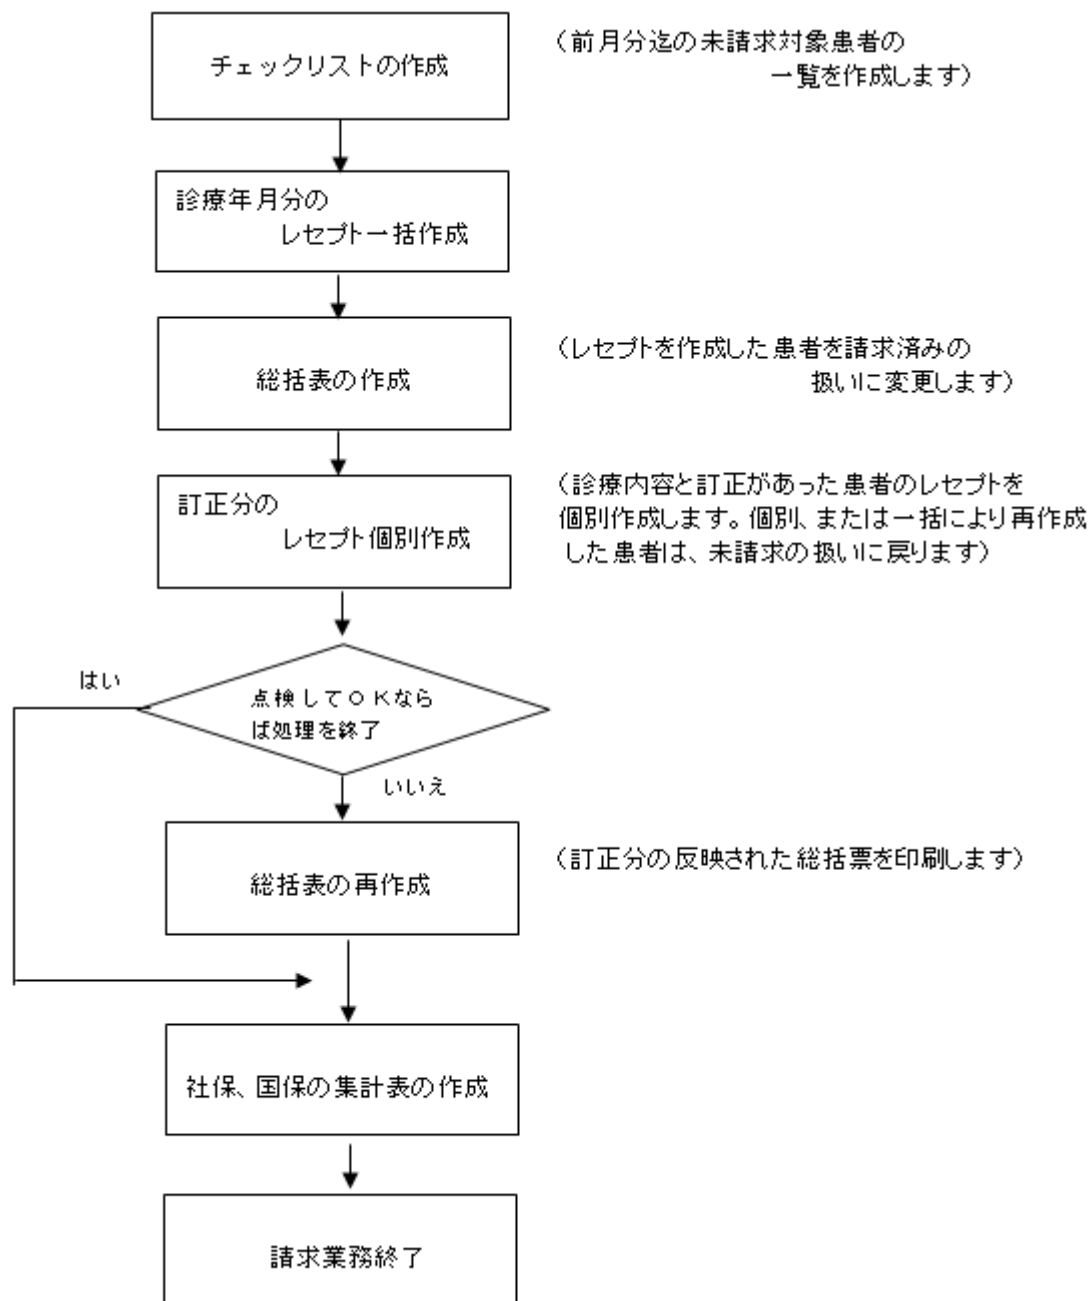 チェックリストの作成
（前月分迄の未請求対象患者の
一覧を作成します）
診療年月分の
レセプト一括作成
総括表の作成
（レセプトを作成した患者を請求済みの
扱いに変更します）
訂正分の
レセプト個別作成
（診療内容と訂正があった患者のレセプトを
個別作成します。個別、または一括により再作成
した患者は、未請求の扱いに戻ります）
はい
点検してＯＫなら
ば処理を終了
いいえ
総括表の再作成
（訂正分の反映された総括票を印刷します）
社保、国保の集計表の作成
請求業務終了